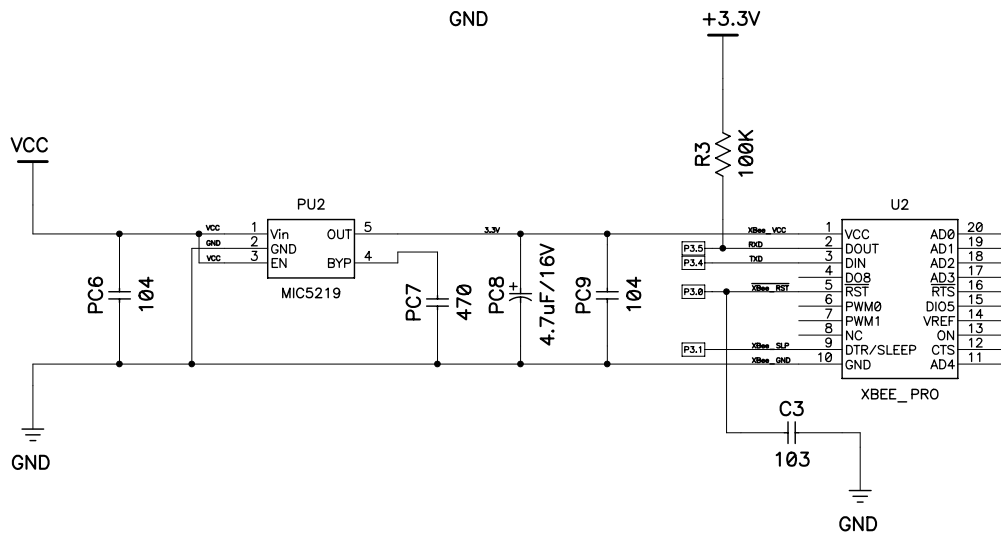 GND
+3.3V
R3
100K
VCC
PU2
U2
VCC 1 Vin OUT 5 3.3V
GND 2 GND
VCC 3 EN BYP 4
MIC5219
PC6
104
PC7
470
PC8
+
4.7uF/16V
PC9
104
XBee_VCC 1 VCC AD0 20
P3.5 RXD 2 DOUT AD1 19
P3.4 TXD 3 DIN AD2 18
4 DO8 AD3 17
P3.0 XBee_RST 5 RST RTS 16
6 PWM0 DIO5 15
7 PWM1 VREF 14
8 NC ON 13
P3.1 XBee_SLP 9 DTR/SLEEP CTS 12
XBee_GND 10 GND AD4 11
XBEE_PRO
C3
103
GND
GND